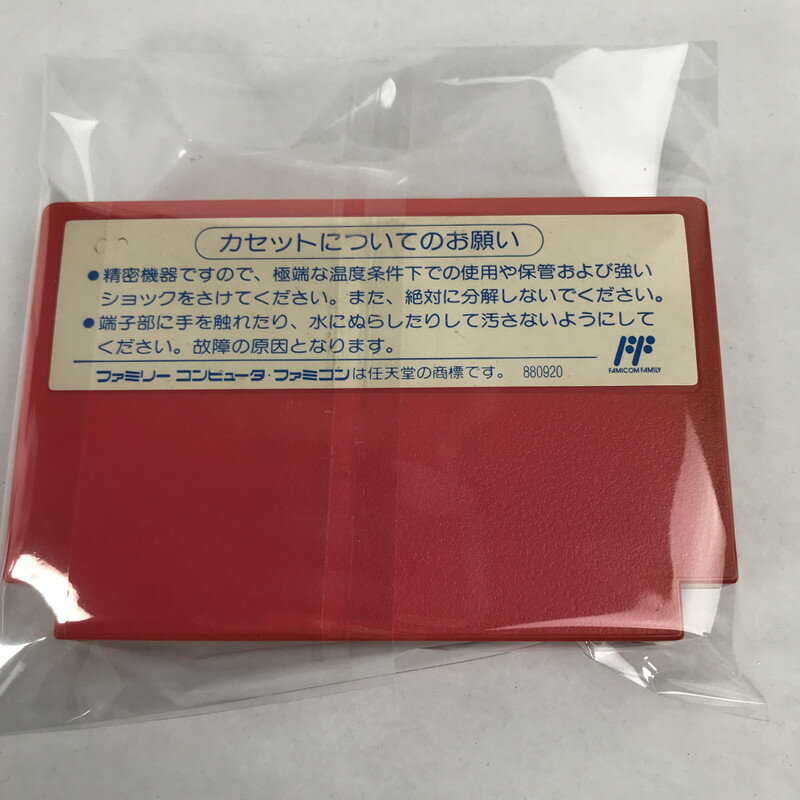 カセットについてのお願い
●精密機器ですので、極端な温度条件下での使用や保管および強い
ショックをさけてください。また、絶対に分解しないでください。
●端子部に手を触れたり、水にぬらしたりして汚さないようにして
ください。故障の原因となります。
FAMICOM FAMILY
ファミリー コンピュータ・ファミコンは任天堂の商標です。 880920